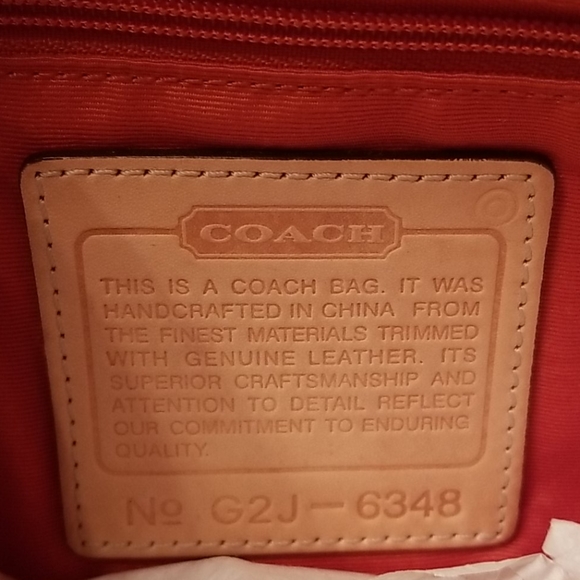 COACH
THIS IS A COACH BAG. IT WAS
HANDCRAFTED IN CHINA FROM
THE FINEST MATERIALS TRIMMED
WITH GENUINE LEATHER. ITS
SUPERIOR CRAFTSMANSHIP AND
ATTENTION TO DETAIL REFLECT
OUR COMMITMENT TO ENDURING
QUALITY.
Nº G2J-6348